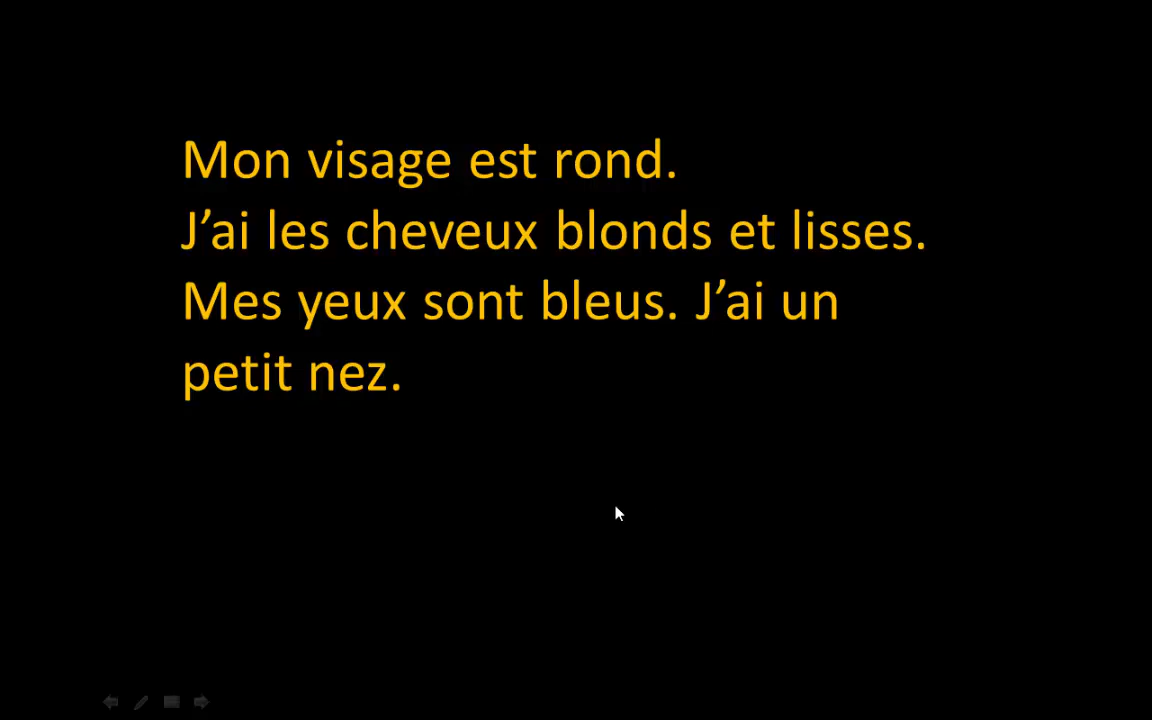 Mon visage est rond.
J’ai les cheveux blonds et lisses.
Mes yeux sont bleus. J’ai un
petit nez.